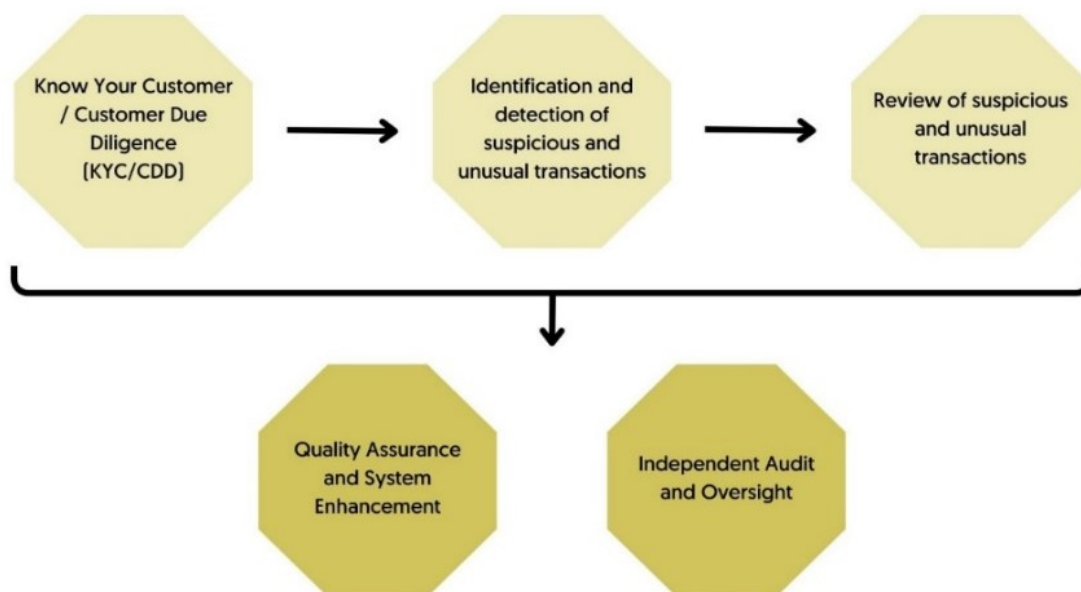 Know Your Customer
/ Customer Due
Diligence
(KYC/CDD)
Identification and
detection of
suspicious and
unusual transactions
Review of suspicious
and unusual
transactions
Quality Assurance
and System
Enhancement
Independent Audit
and Oversight